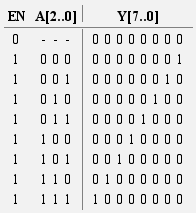 EN A[2..0] Y[7..0]
0 - - - 0 0 0 0 0 0 0 0
1 0 0 0 0 0 0 0 0 0 0 1
1 0 0 1 0 0 0 0 0 0 1 0
1 0 1 0 0 0 0 0 0 1 0 0
1 0 1 1 0 0 0 0 1 0 0 0
1 1 0 0 0 0 0 1 0 0 0 0
1 1 0 1 0 0 1 0 0 0 0 0
1 1 1 0 0 1 0 0 0 0 0 0
1 1 1 1 1 0 0 0 0 0 0 0